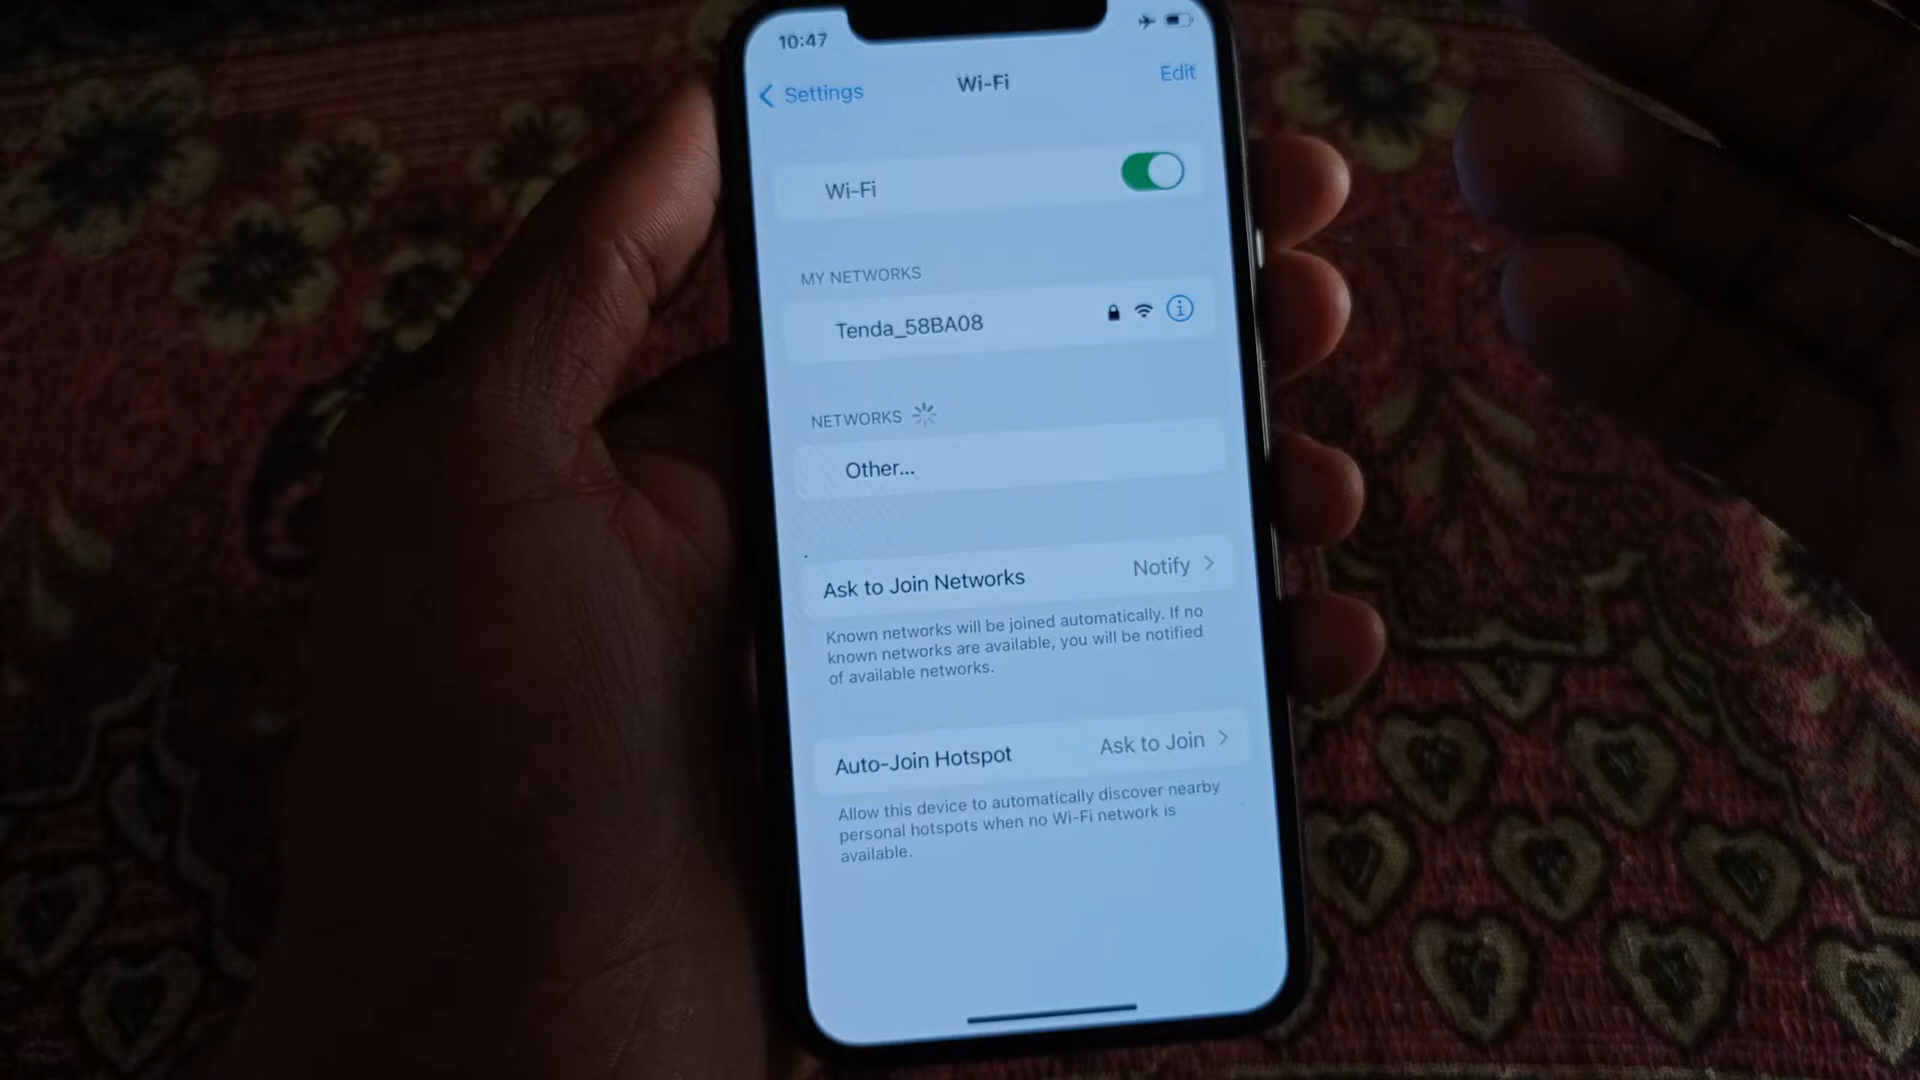 10:47
Settings
Wi-Fi
Edit
Wi-Fi
MY NETWORKS
Tenda_58BA08
NETWORKS
Other...
Ask to Join Networks Notify
Known networks will be joined automatically. If no
known networks are available, you will be notified
of available networks.
Auto-Join Hotspot Ask to Join
Allow this device to automatically discover nearby
personal hotspots when no Wi-Fi network is
available.